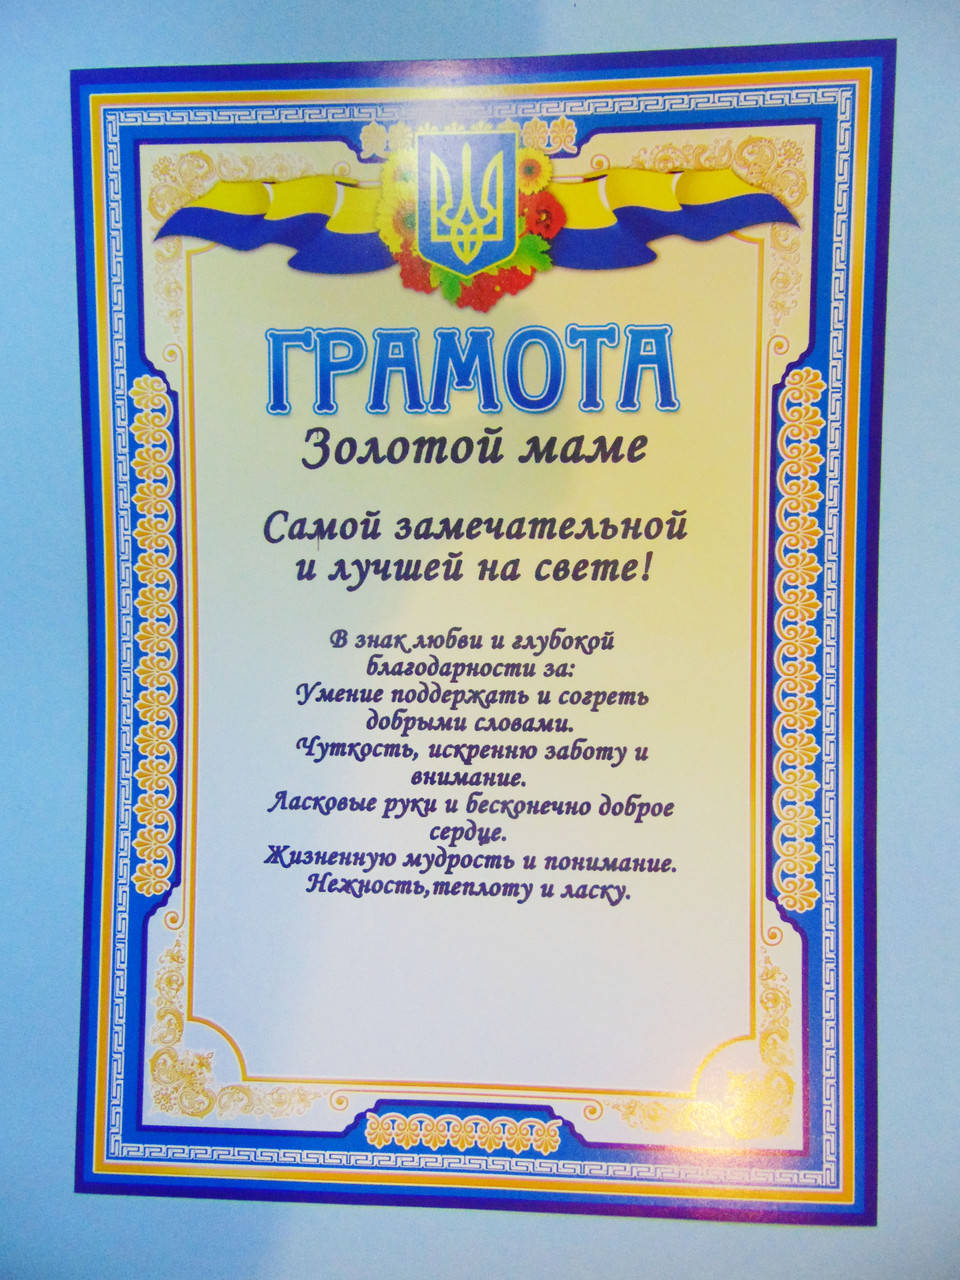 ГРАМОТА
Золотой маме
Самой замечательной
и лучшей на свете!
В знак любви и глубокой
благодарности за:
Умение поддержать и согреть
добрыми словами.
Чуткость, искренню заботу и
внимание.
Ласковые руки и бесконечно доброе
сердце.
Жизненную мудрость и понимание.
Нежность,теплоту и ласку.